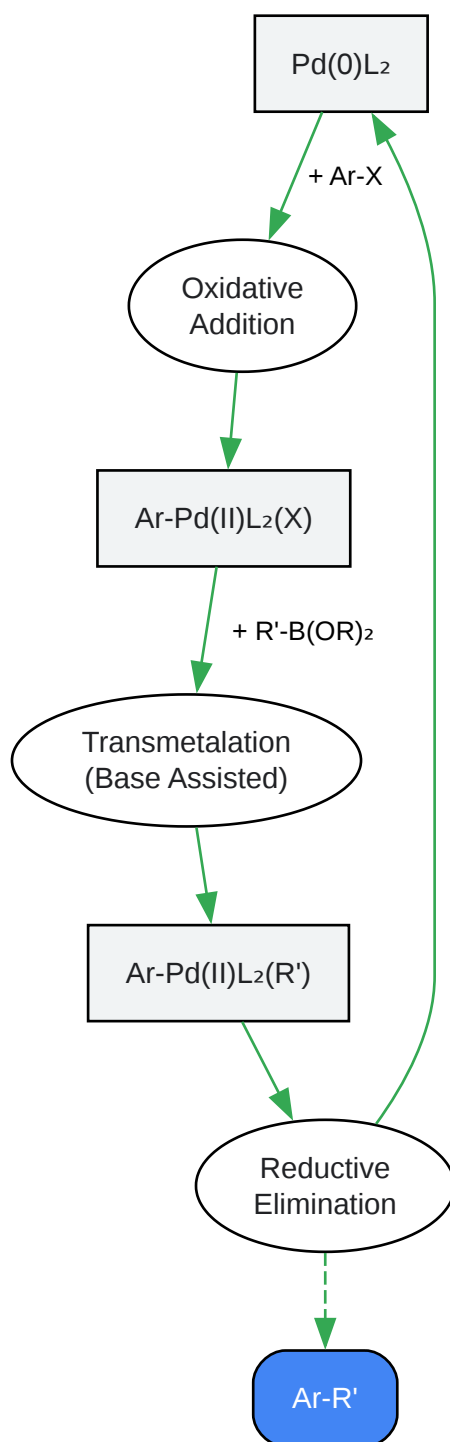 Pd(0)L₂
+ Ar-X
Oxidative
Addition
Ar-Pd(II)L₂(X)
+ R'-B(OR)₂
Transmetalation
(Base Assisted)
Ar-Pd(II)L₂(R')
Reductive
Elimination
Ar-R'